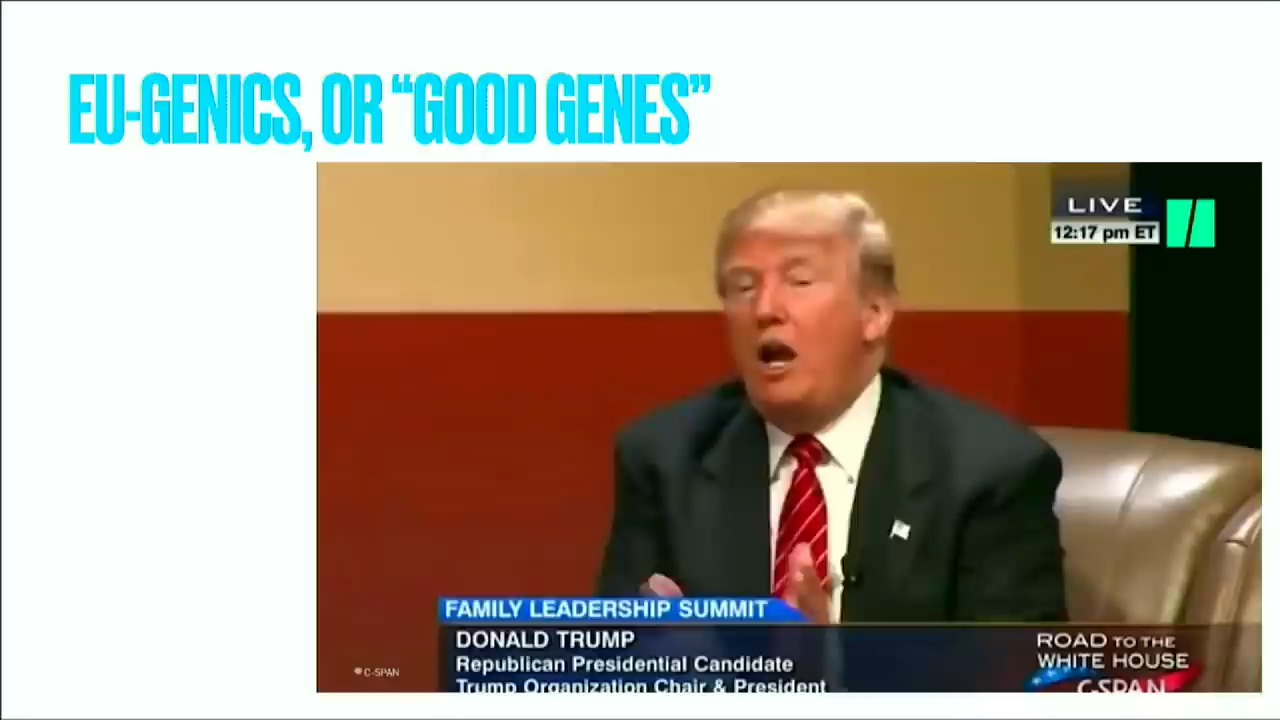 EU-GENICS, OR “GOOD GENES”
LIVE
12:17 pm ET
FAMILY LEADERSHIP SUMMIT
DONALD TRUMP
Republican Presidential Candidate
Trump Organization Chair & President
ROAD TO THE
WHITE HOUSE
C-SPAN
C-SPAN